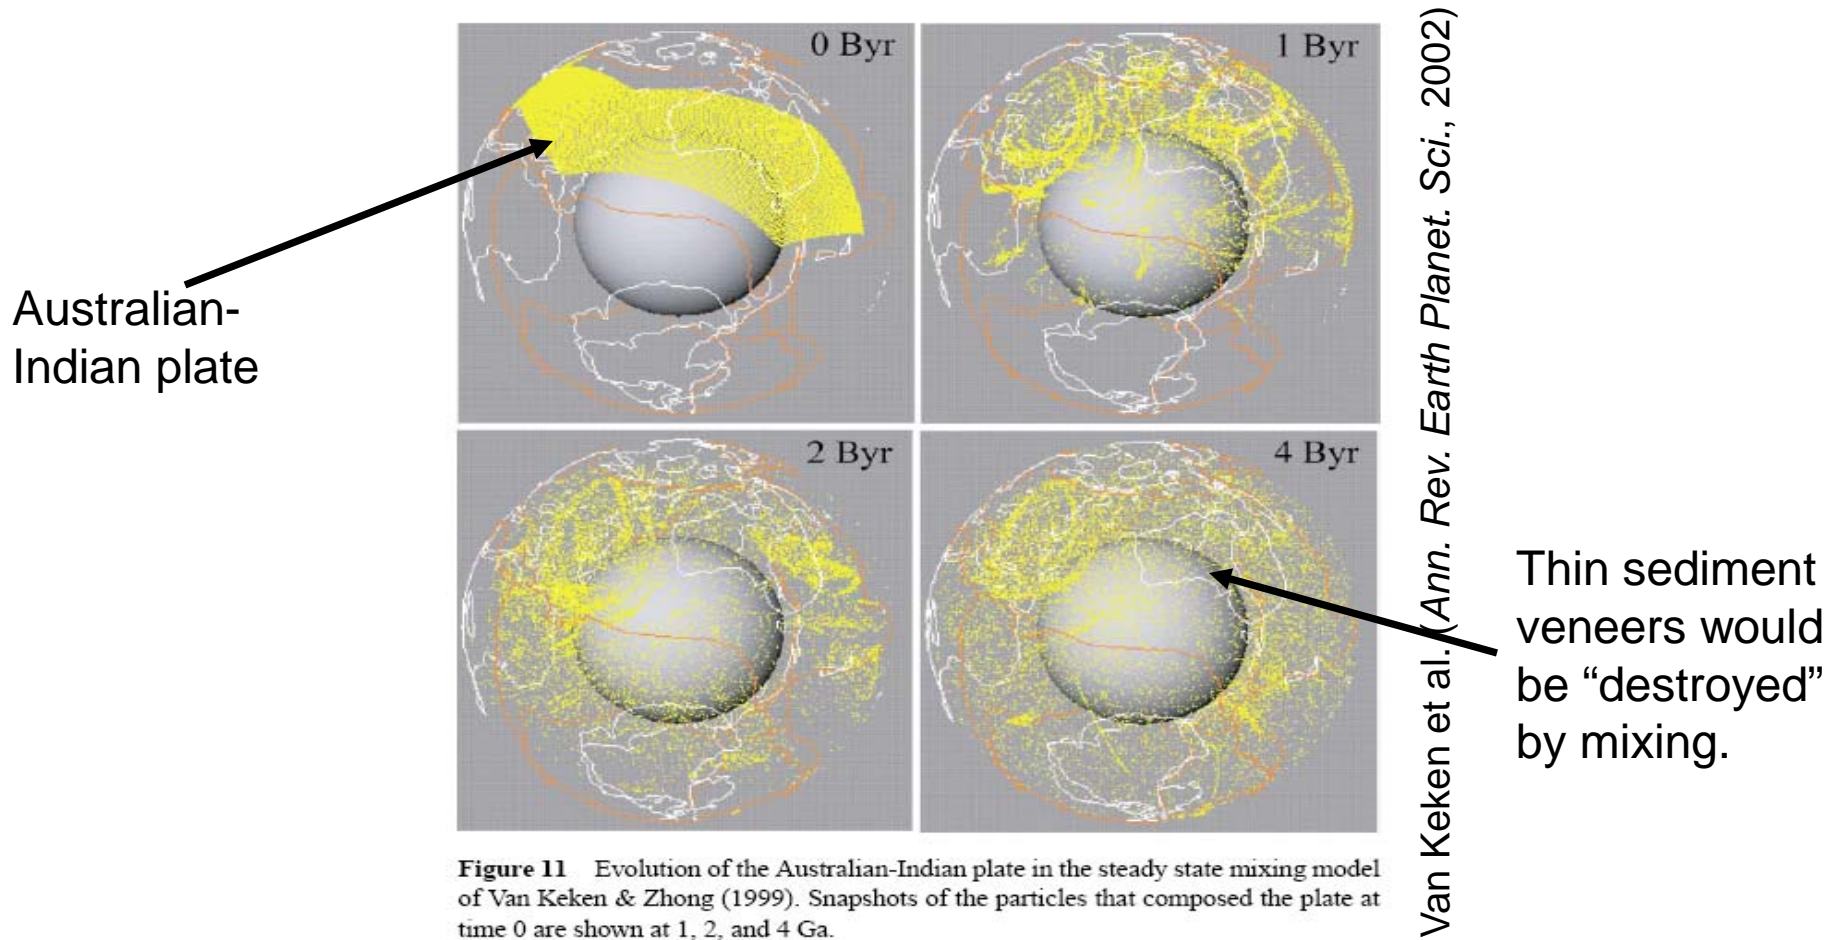 0 Byr
1 Byr
Australian-
Indian plate
2 Byr
4 Byr
Van Keken et al. (Ann. Rev. Earth Planet. Sci., 2002)
Thin sediment
veneers would
be “destroyed”
by mixing.
Figure 11 Evolution of the Australian-Indian plate in the steady state mixing model
of Van Keken & Zhong (1999). Snapshots of the particles that composed the plate at
time 0 are shown at 1, 2, and 4 Ga.